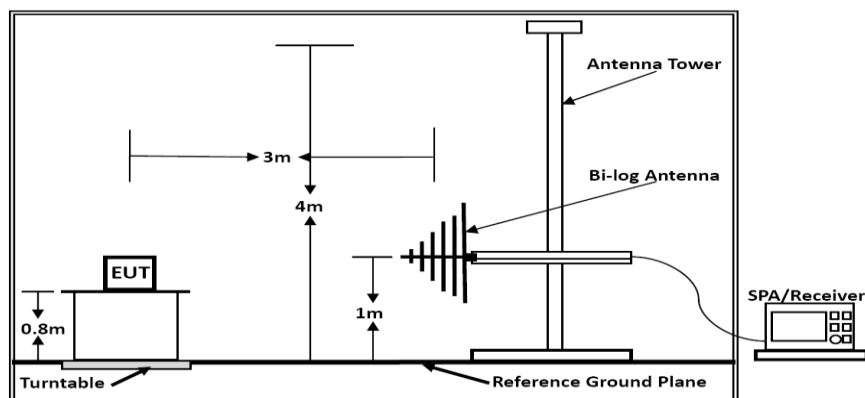 Antenna Tower
3m
Bi-log Antenna
4m
EUT
SPA/Receiver
0.8m
1m
Turntable
Reference Ground Plane